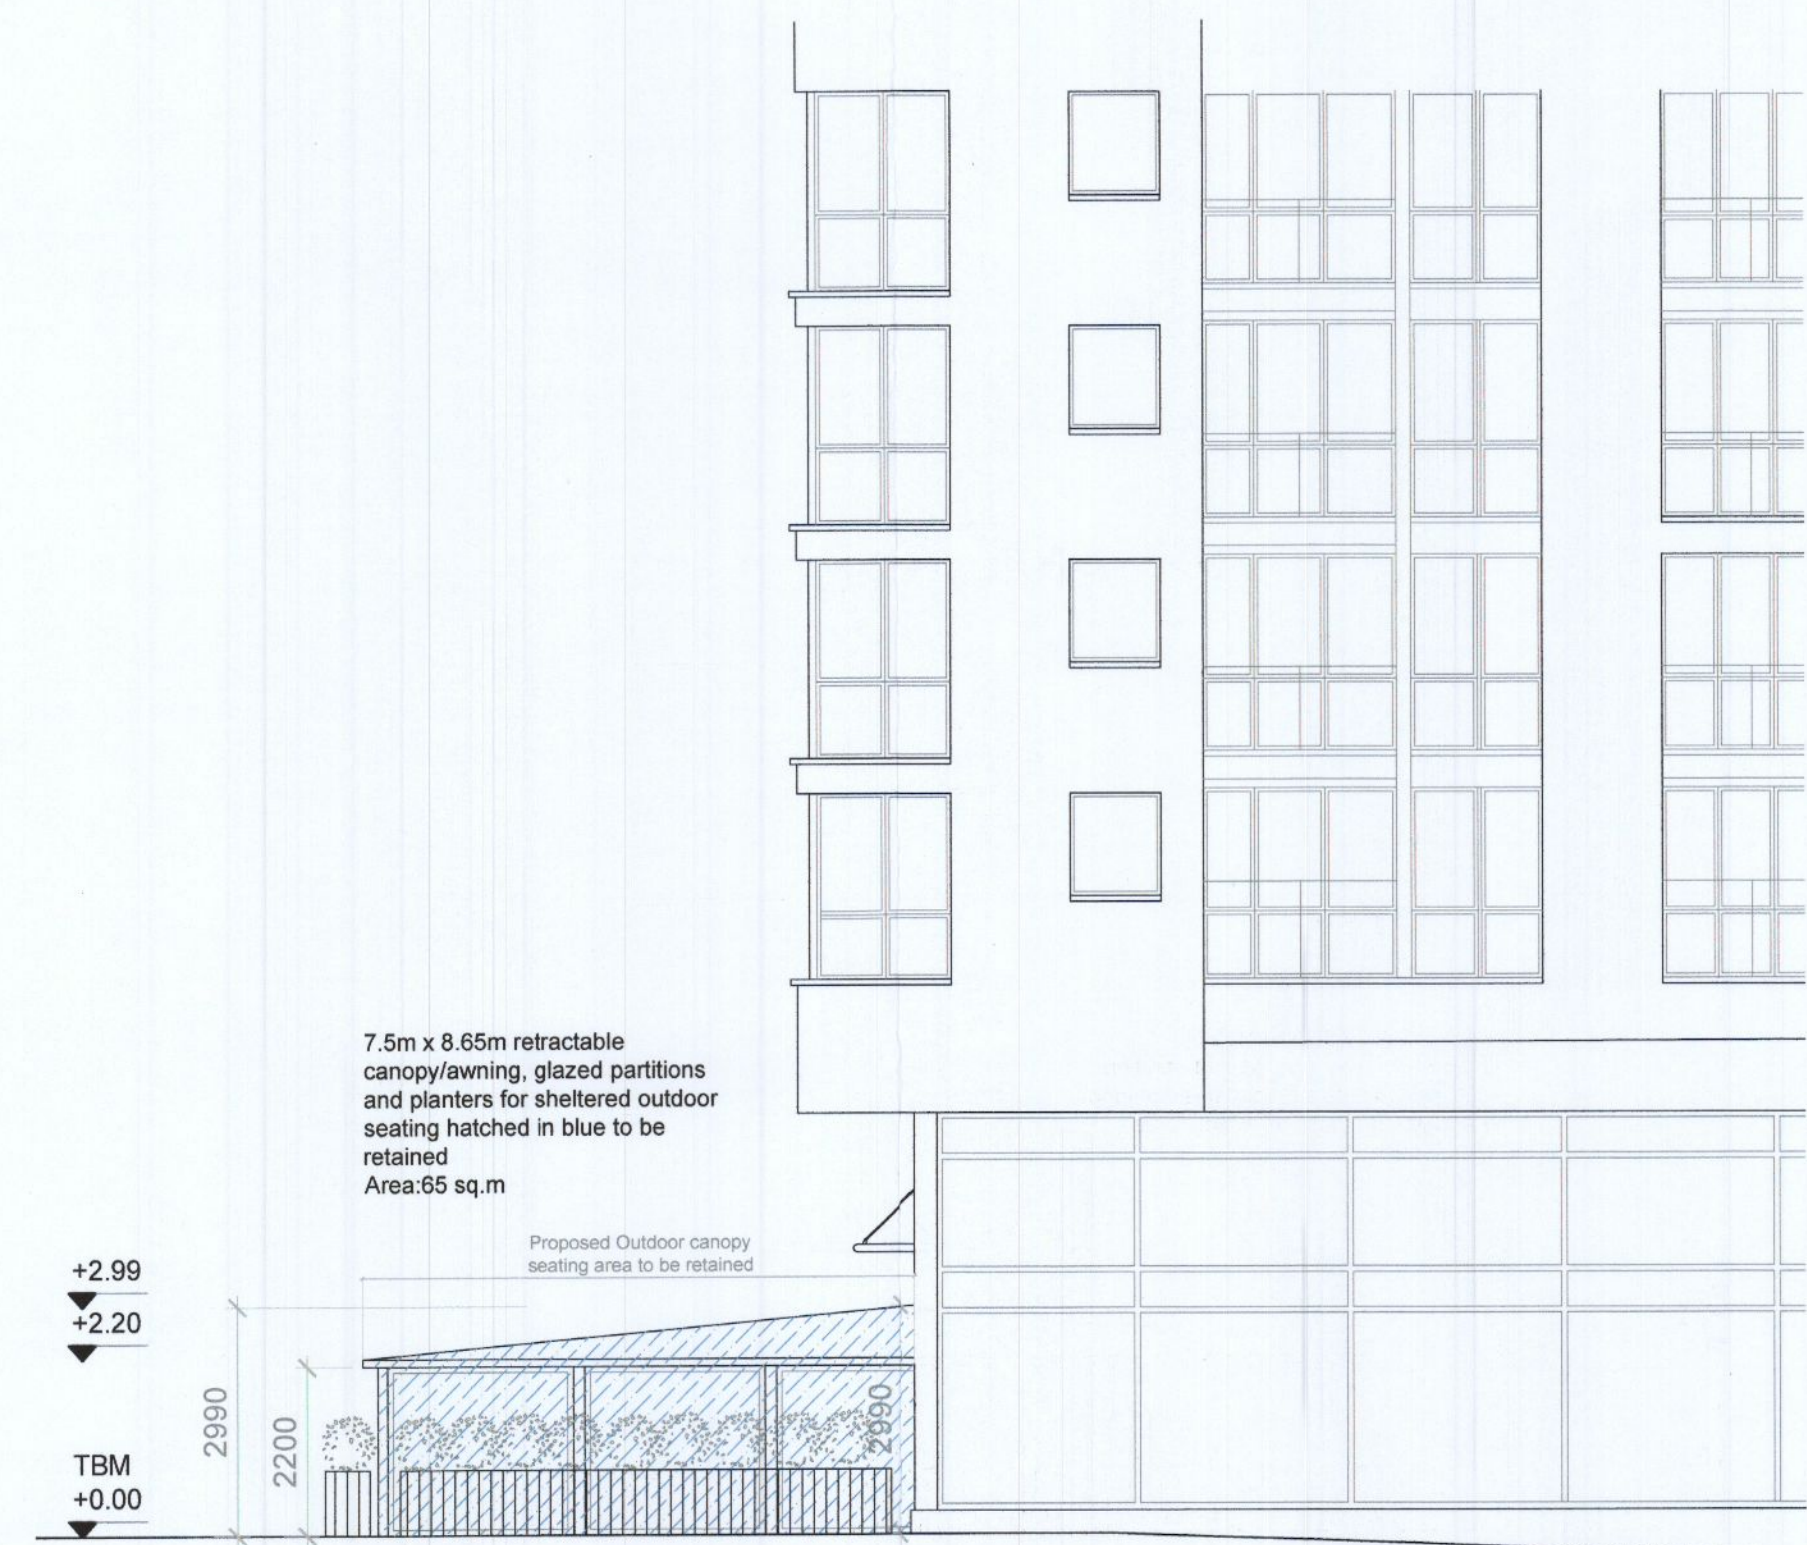 7.5m x 8.65m retractable
canopy/awning, glazed partitions
and planters for sheltered outdoor
seating hatched in blue to be
retained
Area:65 sq.m
Proposed Outdoor canopy
seating area to be retained
+2.99
+2.20
2990
2200
2990
TBM
+0.00